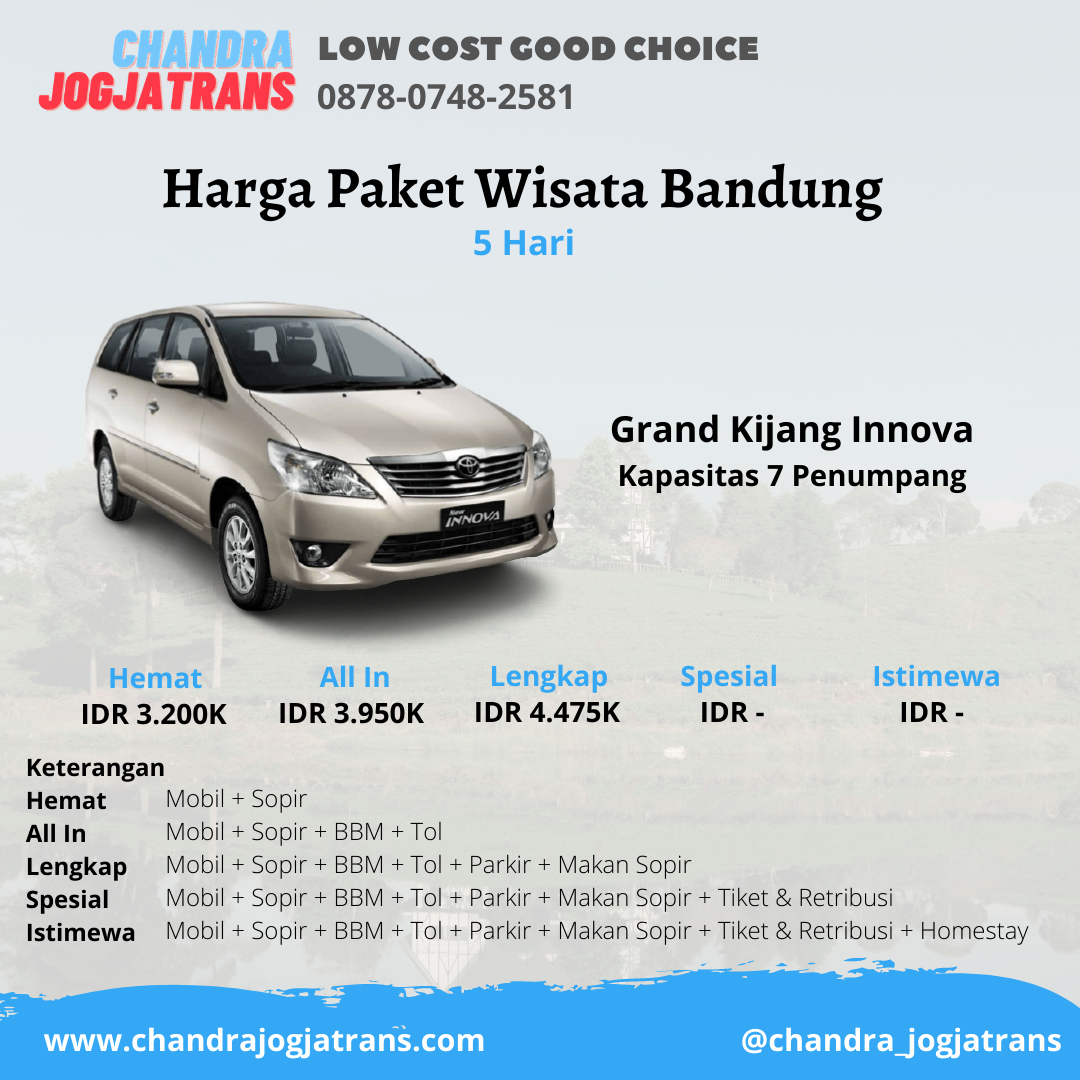 CHANDRA
JOGJATRANS
LOW COST GOOD CHOICE
0878-0748-2581
Harga Paket Wisata Bandung
5 Hari
New
INNOVA
Grand Kijang Innova
Kapasitas 7 Penumpang
Hemat All In Lengkap Spesial Istimewa
IDR 3.200K IDR 3.950K IDR 4.475K IDR - IDR -
Keterangan
Hemat Mobil + Sopir
All In Mobil + Sopir + BBM + Tol
Lengkap Mobil + Sopir + BBM + Tol + Parkir + Makan Sopir
Spesial Mobil + Sopir + BBM + Tol + Parkir + Makan Sopir + Tiket & Retribusi
Istimewa Mobil + Sopir + BBM + Tol + Parkir + Makan Sopir + Tiket & Retribusi + Homestay
www.chandrajogjatrans.com @chandra_jogjatrans